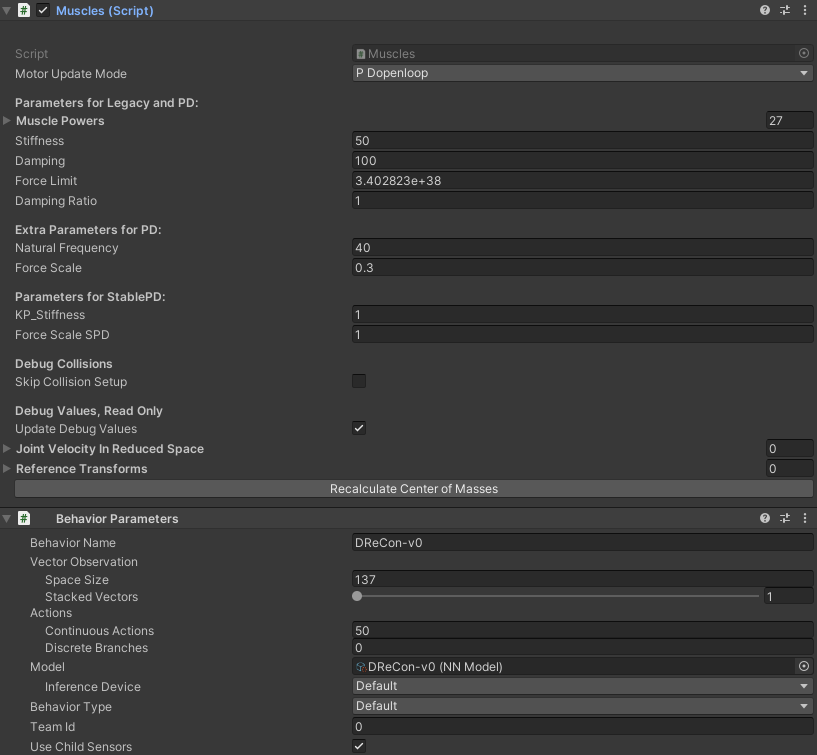 # Muscles (Script)
Script # Muscles
Motor Update Mode P Dopenloop
Parameters for Legacy and PD:
Muscle Powers 27
Stiffness 50
Damping 100
Force Limit 3.402823e+38
Damping Ratio 1
Extra Parameters for PD:
Natural Frequency 40
Force Scale 0.3
Parameters for StablePD:
KP_Stiffness 1
Force Scale SPD 1
Debug Collisions
Skip Collision Setup
Debug Values, Read Only
Update Debug Values
Joint Velocity In Reduced Space 0
Reference Transforms 0
Recalculate Center of Masses
# Behavior Parameters
Behavior Name DReCon-v0
Vector Observation
Space Size 137
Stacked Vectors 1
Actions
Continuous Actions 50
Discrete Branches 0
Model DReCon-v0 (NN Model)
Inference Device Default
Behavior Type Default
Team Id 0
Use Child Sensors